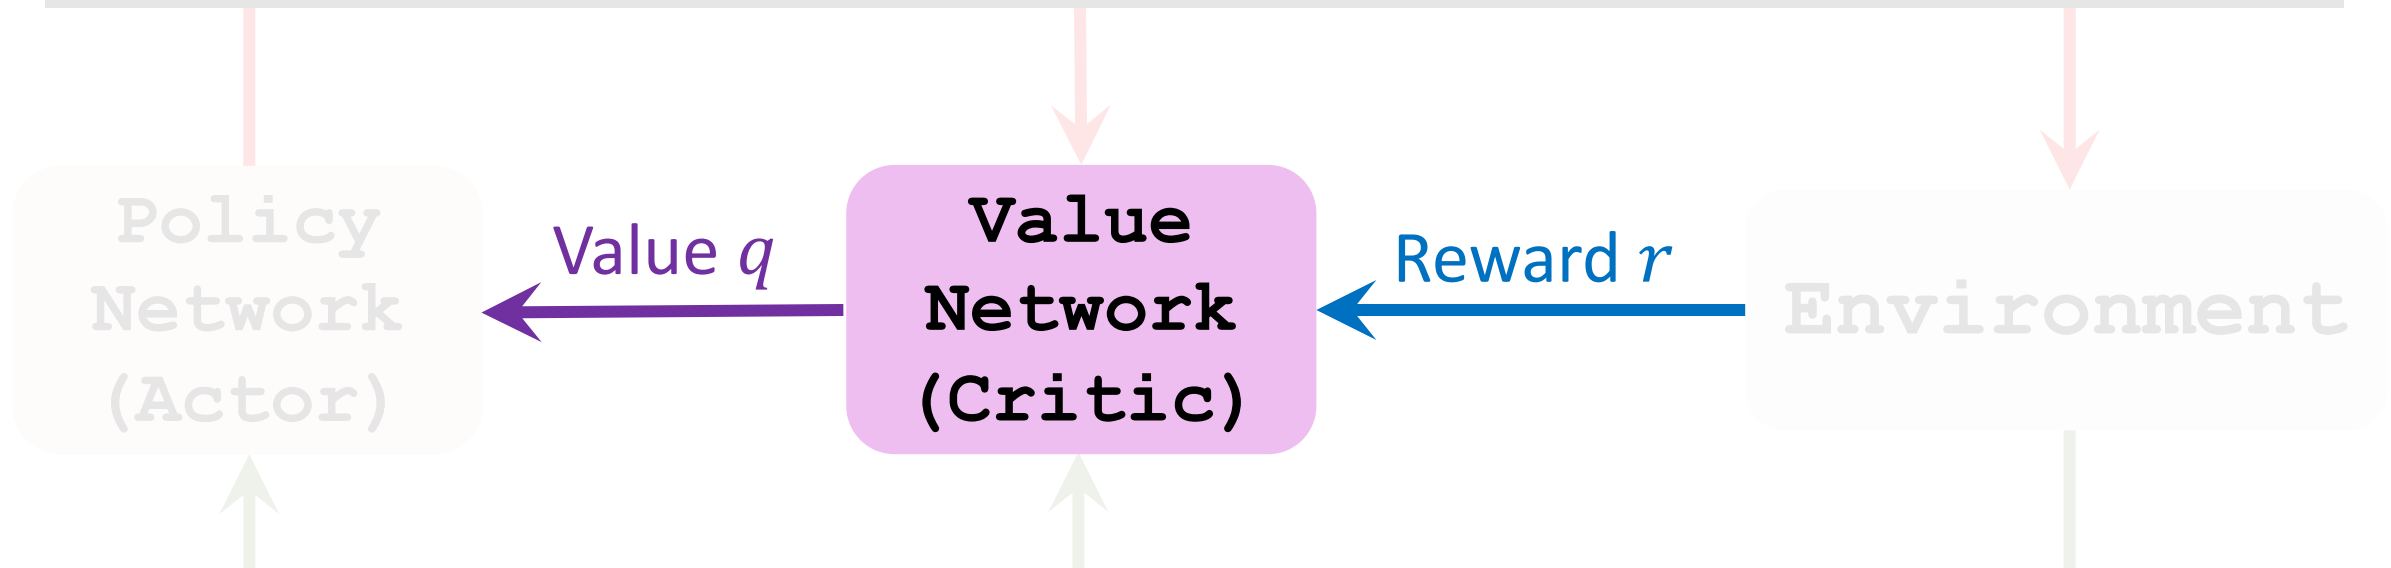 Policy
Network
(Actor)
Value q
Value
Network
(Critic)
Reward r
Environment